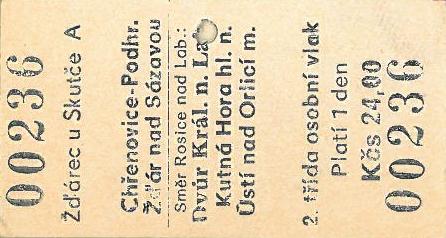 00236
Žďárec u Skutče A
Chřenovice-Podhr.
Žďár nad Sázavou
Směr Rosice nad Lab.:
Dvůr Král. n. La
Kutná Hora hl. n.
Ústí nad Orlicí m.
2. třída osobní vlak
Platí 1 den
Kčs 24,00
00236